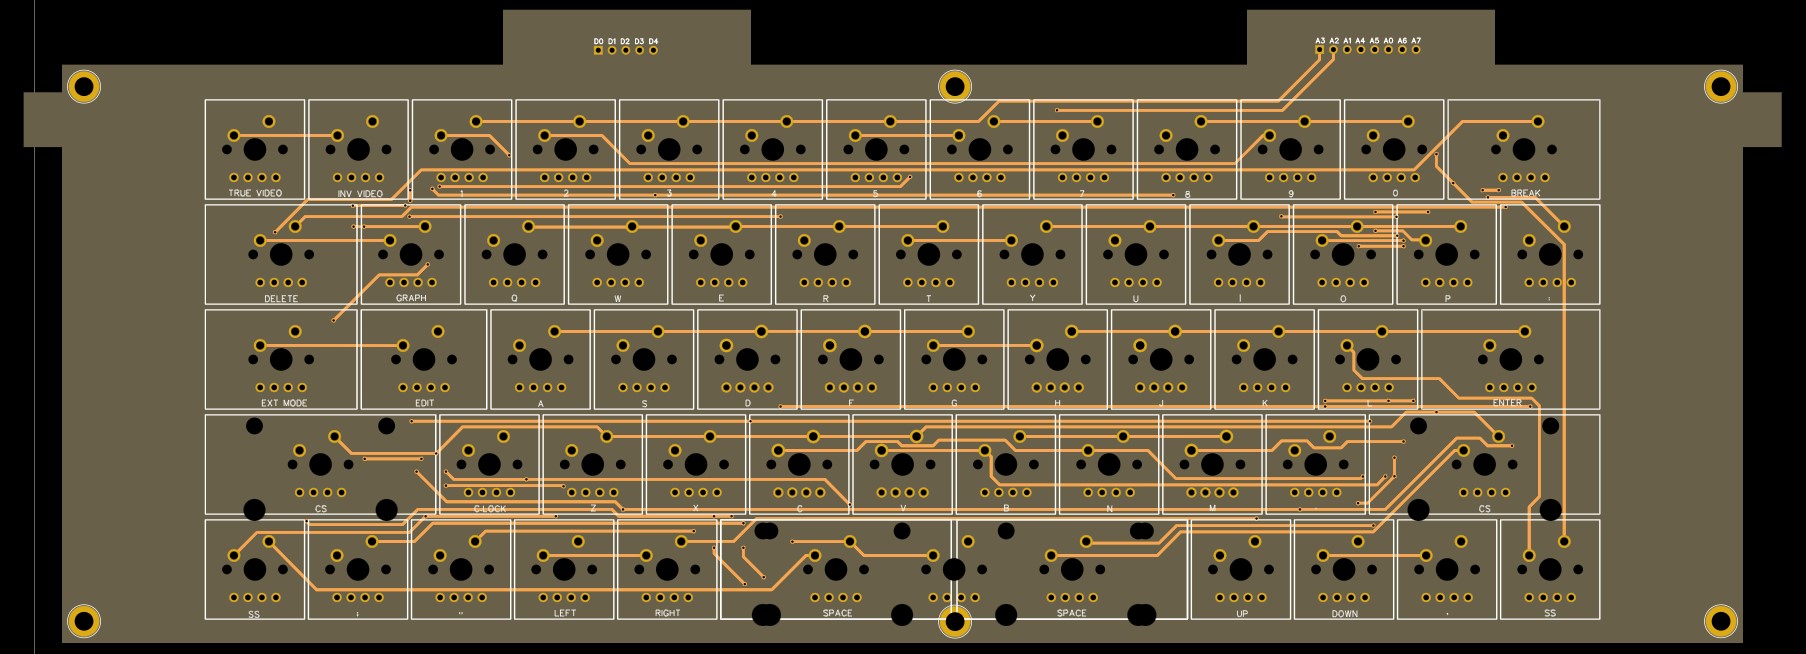 D0 D1 D2 D3 D4
A3 A2 A1 A4 A5 A0 A6 A7
TRUE VIDEO INV VIDEO 1 2 3 4 5 6 7 8 9 0 BREAK
DELETE GRAPH Q W E R T Y U I O P
EXT MODE EDIT A S D F G H J K L ENTER
CS C-LOCK Z X C V B N M CS
SS ; " LEFT RIGHT SPACE SPACE UP DOWN . SS